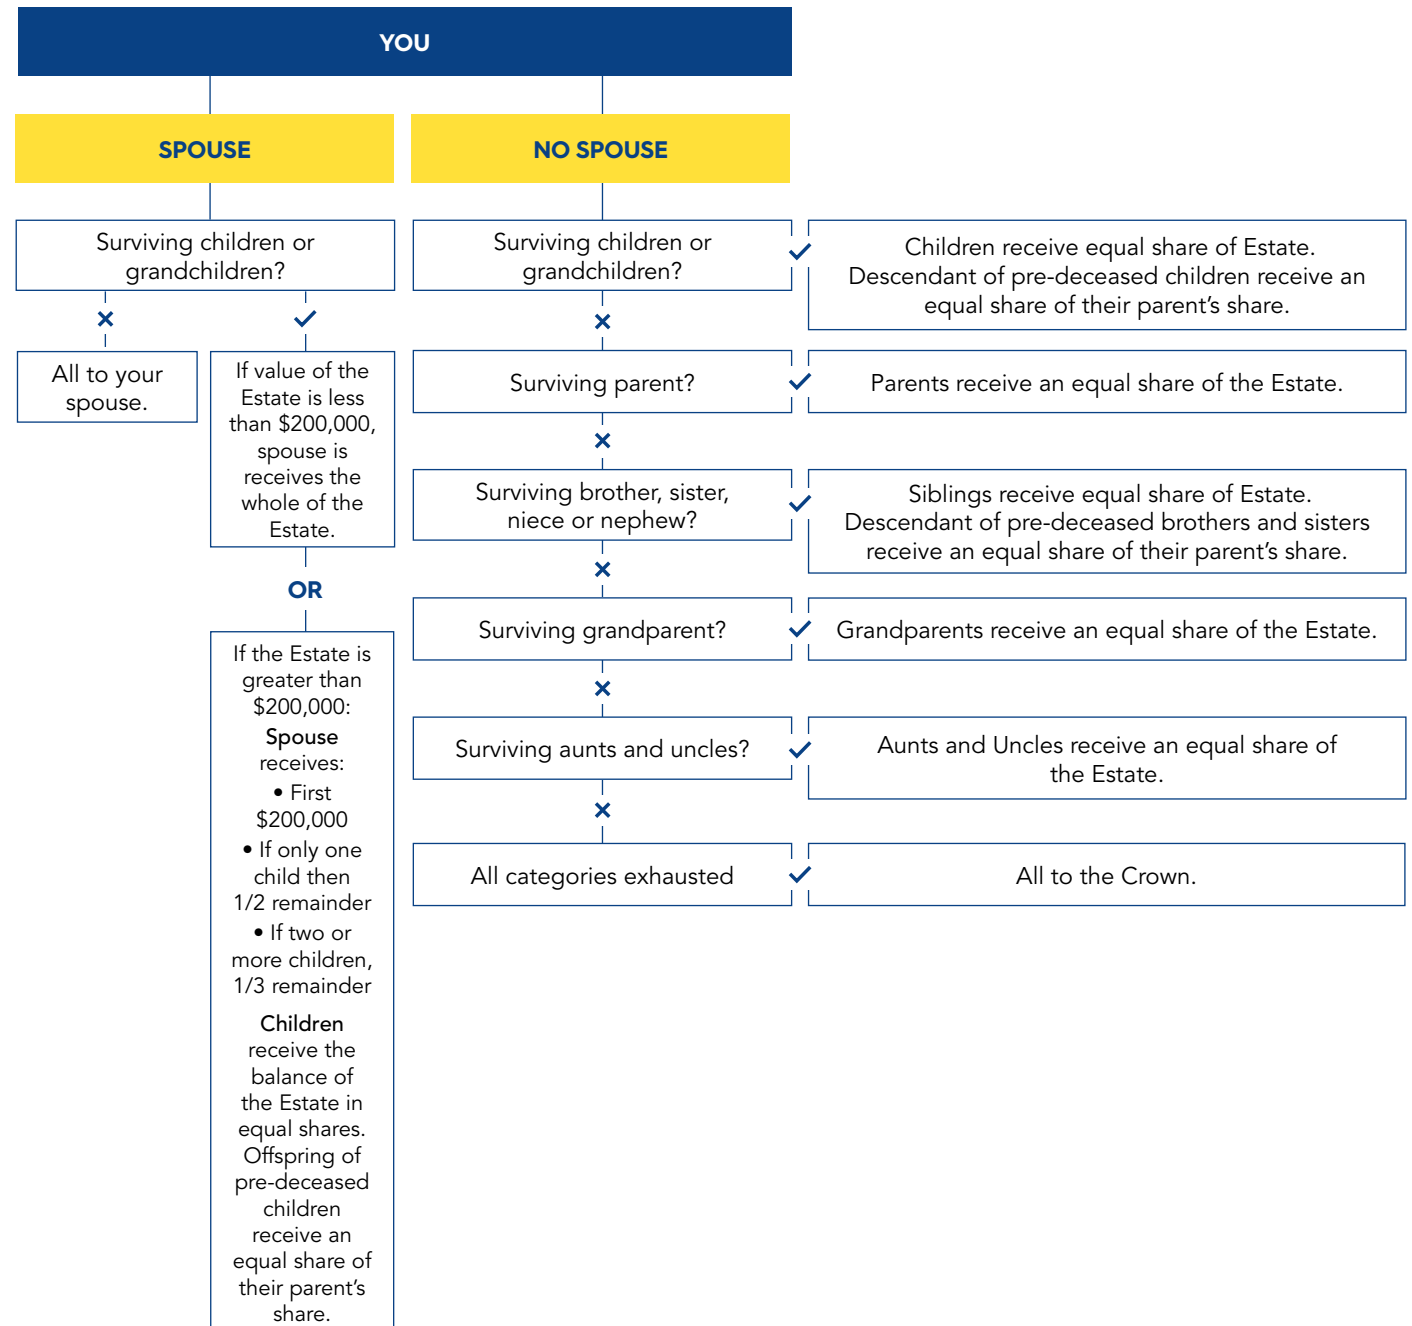 YOU
SPOUSE
NO SPOUSE
Surviving children or
grandchildren?
All to your
spouse.
If value of the
Estate is less
than $200,000,
spouse is
receives the
whole of the
Estate.
OR
If the Estate is
greater than
$200,000:
Spouse
receives:
• First
$200,000
• If only one
child then
1/2 remainder
• If two or
more children,
1/3 remainder
Children
receive the
balance of
the Estate in
equal shares.
Offspring of
pre-deceased
children
receive an
equal share of
their parent's
share.
Surviving children or
grandchildren?
Children receive equal share of Estate.
Descendant of pre-deceased children receive an
equal share of their parent's share.
Surviving parent?
Parents receive an equal share of the Estate.
Surviving brother, sister,
niece or nephew?
Siblings receive equal share of Estate.
Descendant of pre-deceased brothers and sisters
receive an equal share of their parent's share.
Surviving grandparent?
Grandparents receive an equal share of the Estate.
Surviving aunts and uncles?
Aunts and Uncles receive an equal share of
the Estate.
All categories exhausted
All to the Crown.